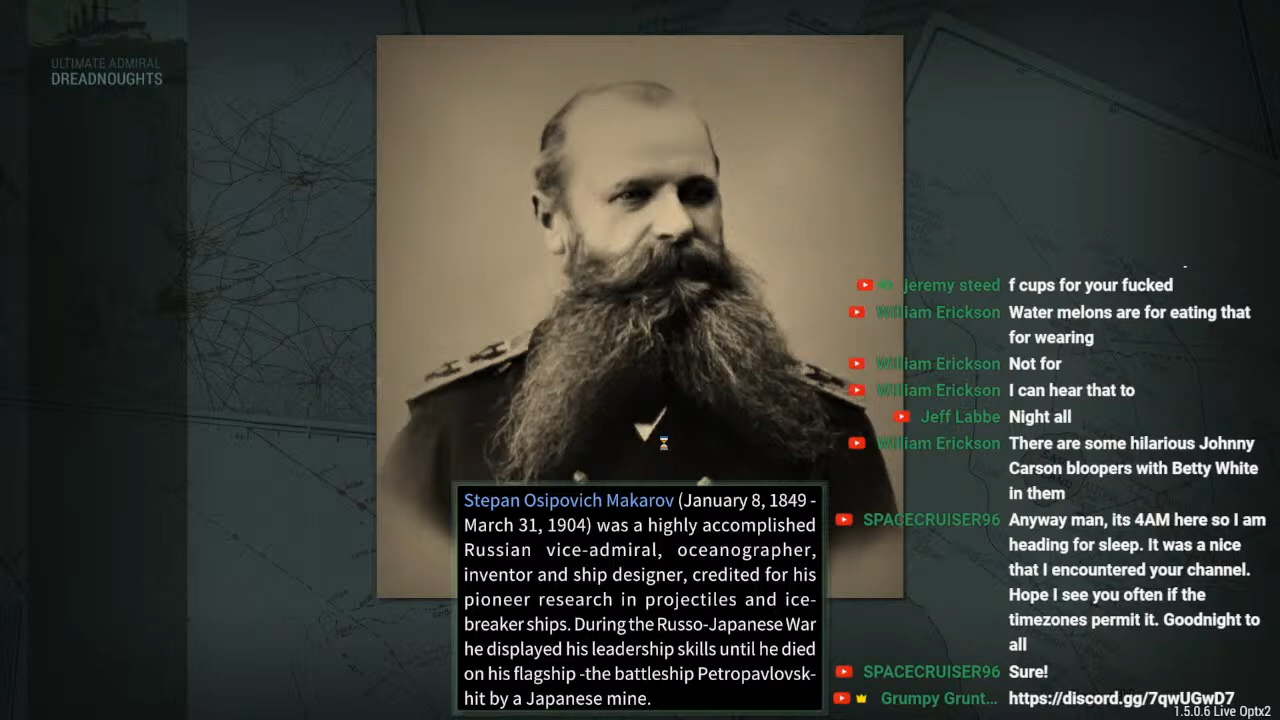 ULTIMATE ADMIRAL
DREADNOUGHTS
Stepan Osipovich Makarov (January 8, 1849 -
March 31, 1904) was a highly accomplished
Russian vice-admiral, oceanographer,
inventor and ship designer, credited for his
pioneer research in projectiles and ice-
breaker ships. During the Russo-Japanese War
he displayed his leadership skills until he died
on his flagship -the battleship Petropavlovsk-
hit by a Japanese mine.
jeremy steed f cups for your fucked
William Erickson Water melons are for eating that
for wearing
William Erickson Not for
William Erickson I can hear that to
Jeff Labbe Night all
William Erickson There are some hilarious Johnny
Carson bloopers with Betty White
in them
SPACECRUISER96 Anyway man, its 4AM here so I am
heading for sleep. It was a nice
that I encountered your channel.
Hope I see you often if the
timezones permit it. Goodnight to
all
SPACECRUISER96 Sure!
Grumpy Grunt... https://discord.gg/7qwUGwD7
1.5.0.6 Live Optx2